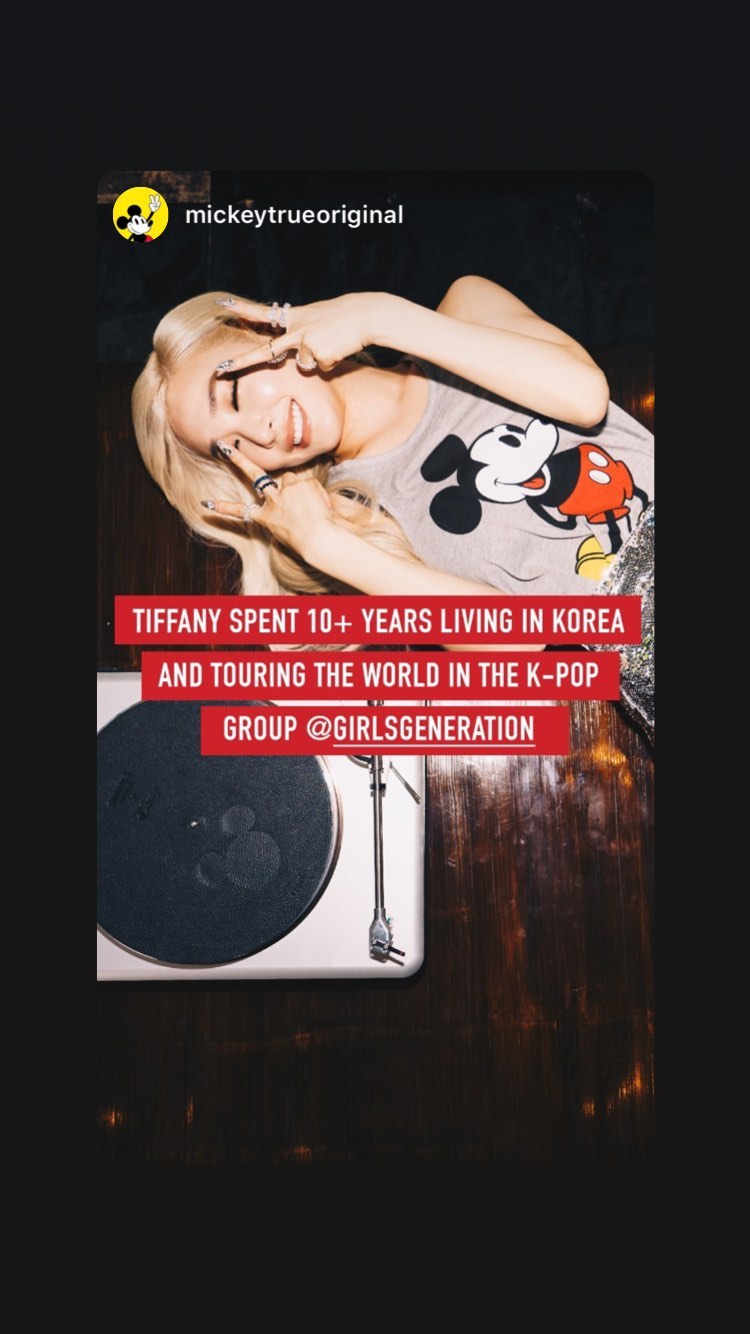 mickeytrueoriginal
TIFFANY SPENT 10+ YEARS LIVING IN KOREA
AND TOURING THE WORLD IN THE K-POP
GROUP @GIRLSGENERATION